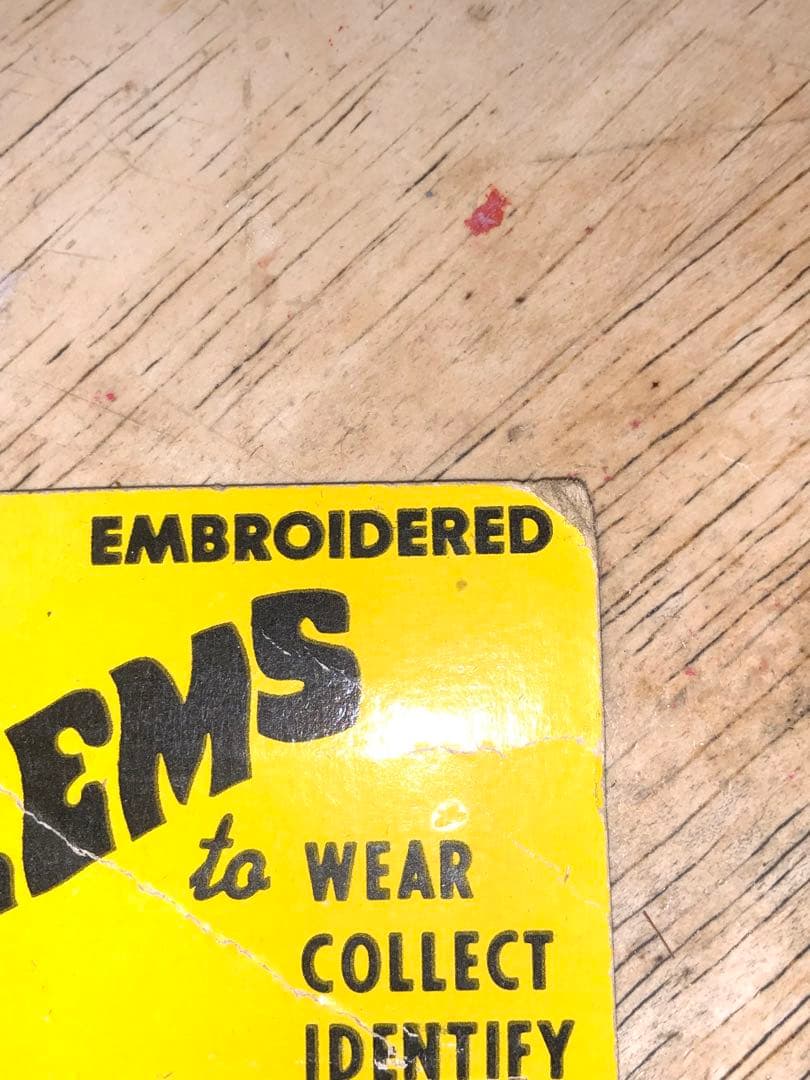 EMBROIDERED
EMS
to WEAR
COLLECT
IDENTIFY